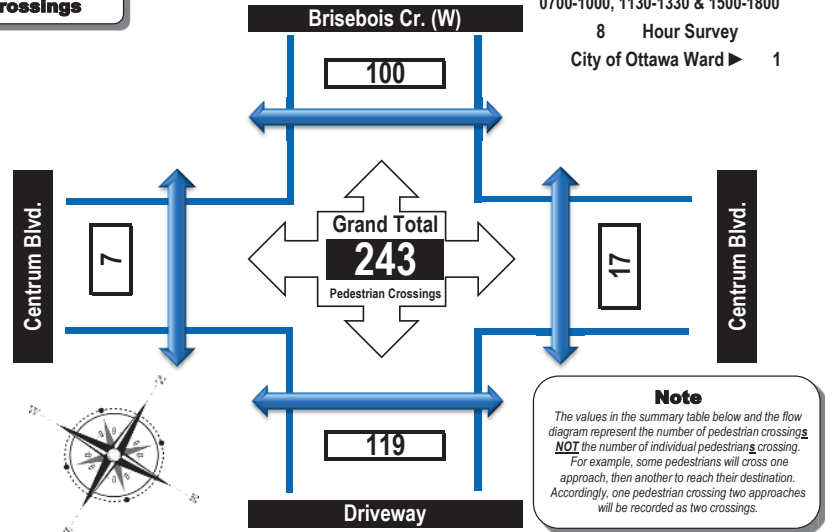 rossings
0700-1000, 1130-1330 & 1500-1800
8 Hour Survey
City of Ottawa Ward ► 1
Brisebois Cr. (W)
100
Centrum Blvd.
7
Grand Total
243
Pedestrian Crossings
17
Centrum Blvd.
119
Driveway
N
W
E
S
Note
The values in the summary table below and the flow
diagram represent the number of pedestrian crossings
NOT the number of individual pedestrians crossing.
For example, some pedestrians will cross one
approach, then another to reach their destination.
Accordingly, one pedestrian crossing two approaches
will be recorded as two crossings.